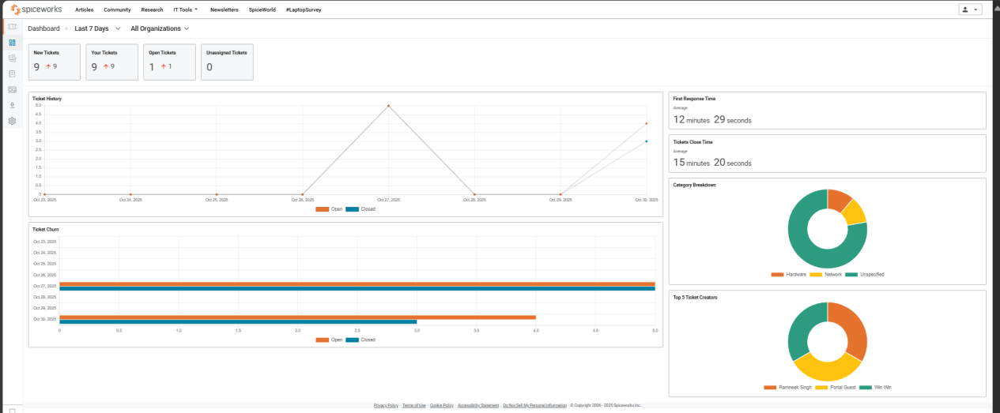 spiceworks Articles Community Research IT Tools Newsletters SpiceWorld #LaptopSurvey
Dashboard Last 7 Days All Organizations
New Tickets
9 9
Your Tickets
9 9
Open Tickets
1 1
Unassigned Tickets
0
Ticket History
5.0
4.5
4.0
3.5
3.0
2.5
2.0
1.5
1.0
0.5
0
Oct 23, 2025 Oct 24, 2025 Oct 25, 2025 Oct 26, 2025 Oct 27, 2025 Oct 28, 2025 Oct 29, 2025 Oct 30, 2025
Open Closed
Ticket Churn
Oct 23, 2025
Oct 24, 2025
Oct 25, 2025
Oct 26, 2025
Oct 27, 2025
Oct 28, 2025
Oct 29, 2025
Oct 30, 2025
0 0.5 1.0 1.5 2.0 2.5 3.0 3.5 4.0 4.5 5.0
Open Closed
First Response Time
Average
12 minutes 29 seconds
Tickets Close Time
Average
15 minutes 20 seconds
Category Breakdown
Hardware Network Unspecified
Top 5 Ticket Creators
Ramneek Singh Portal Guest Win Win
Privacy Policy - Terms of Use - Cookie Policy - Accessibility Statement - Do Not Sell My Personal Information - © Copyright 2006 - 2025 Spiceworks Inc.